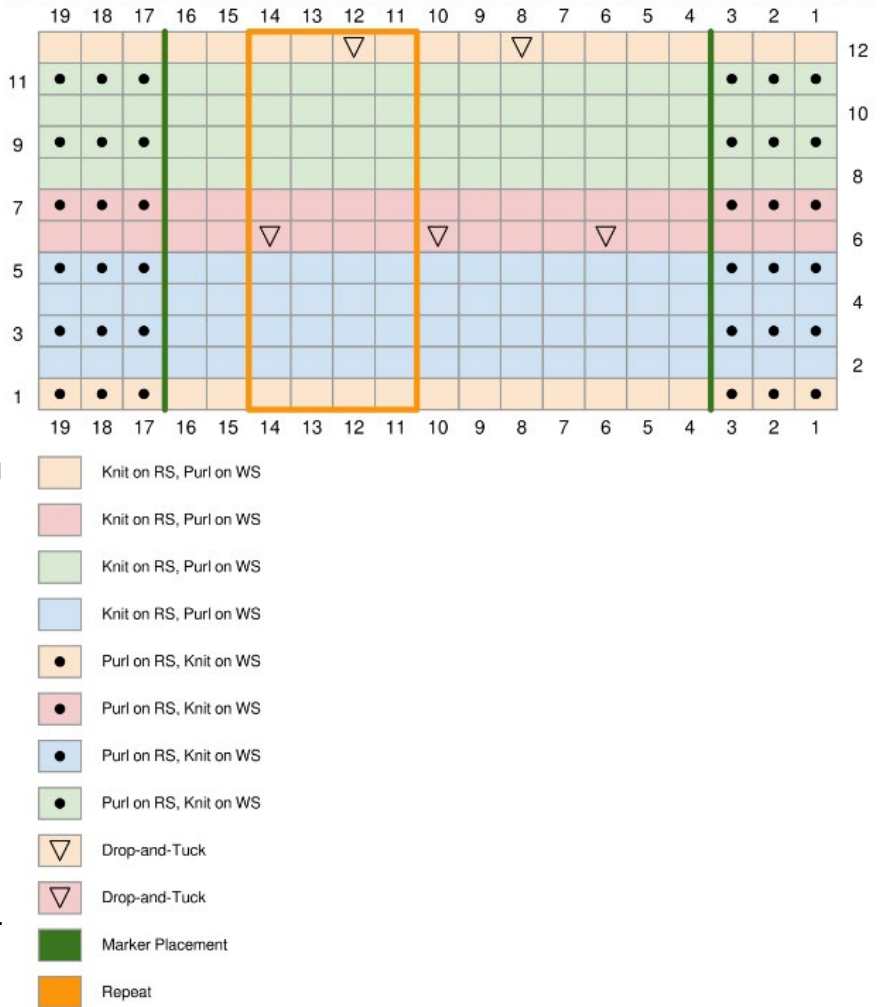 19 18 17 16 15 14 13 12 11 10 9 8 7 6 5 4 3 2 1
12
11
10
9
8
7
6
5
4
3
2
1
19 18 17 16 15 14 13 12 11 10 9 8 7 6 5 4 3 2 1
Knit on RS, Purl on WS
Knit on RS, Purl on WS
Knit on RS, Purl on WS
Knit on RS, Purl on WS
Purl on RS, Knit on WS
Purl on RS, Knit on WS
Purl on RS, Knit on WS
Purl on RS, Knit on WS
Drop-and-Tuck
Drop-and-Tuck
Marker Placement
Repeat